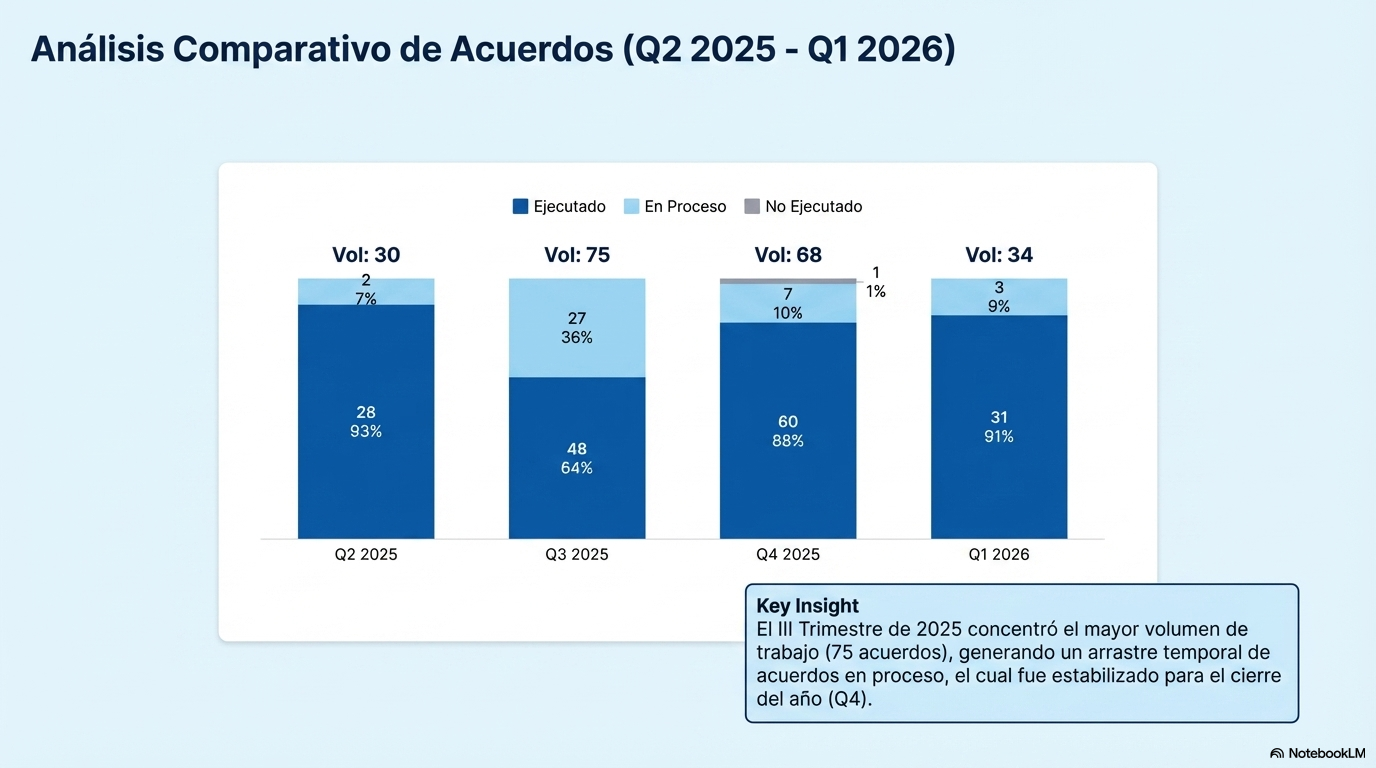 Análisis Comparativo de Acuerdos (Q2 2025 - Q1 2026)
Ejecutado
En Proceso
No Ejecutado
Vol: 30
Vol: 75
Vol: 68
Vol: 34
2
7%
28
93%
27
36%
48
64%
1
1%
7
10%
60
88%
3
9%
31
91%
Q2 2025
Q3 2025
Q4 2025
Q1 2026
Key Insight
El III Trimestre de 2025 concentró el mayor volumen de
trabajo (75 acuerdos), generando un arrastre temporal de
acuerdos en proceso, el cual fue estabilizado para el cierre
del año (Q4).
NotebookLM